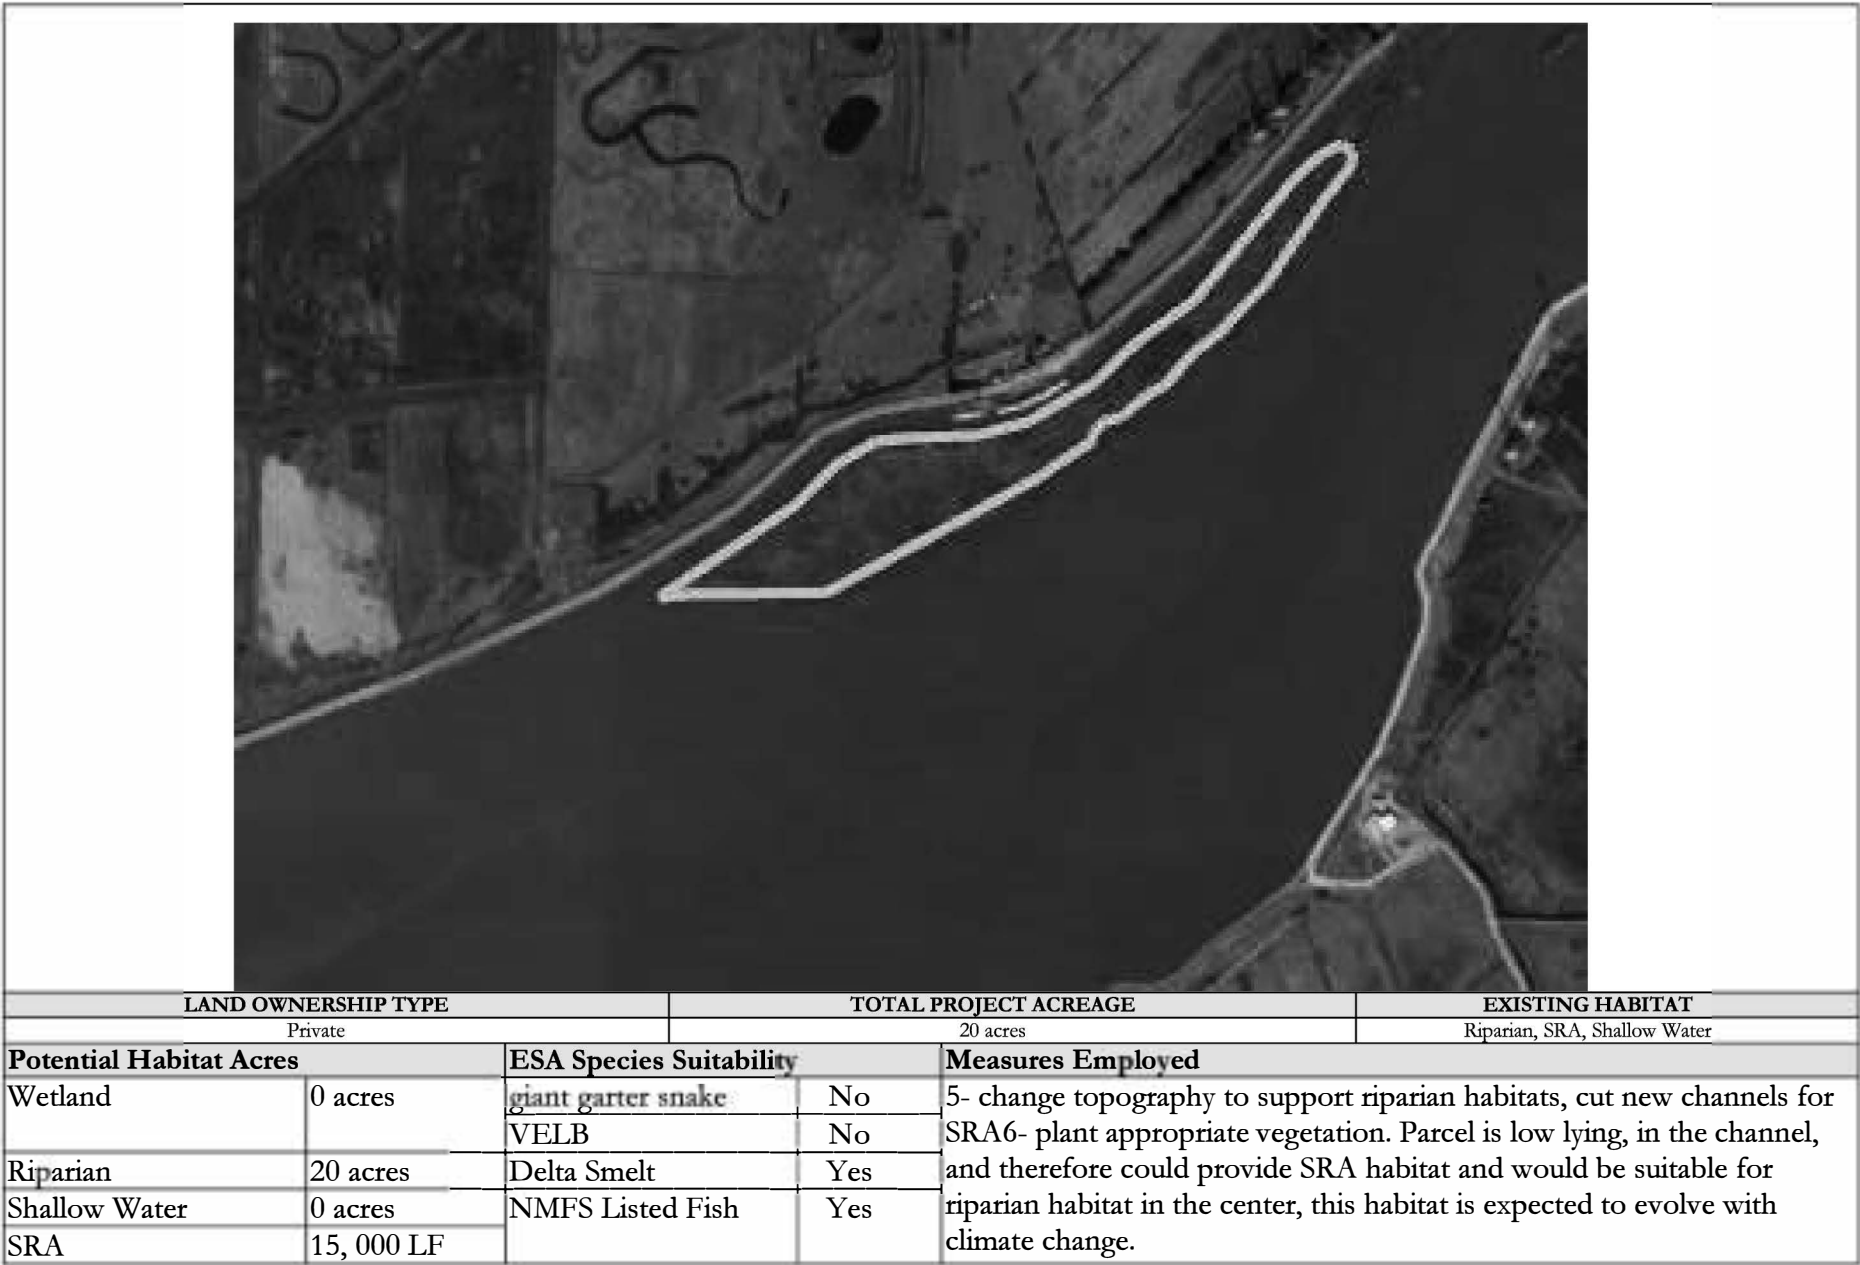 LAND OWNERSHIP TYPE TOTAL PROJECT ACREAGE EXISTING HABITAT
Private 20 acres Riparian, SRA, Shallow Water
Potential Habitat Acres ESA Species Suitability Measures Employed
Wetland 0 acres giant garter snake No 5- change topography to support riparian habitats, cut new channels for
VELB No SRA6- plant appropriate vegetation. Parcel is low lying, in the channel,
Riparian 20 acres Delta Smelt Yes and therefore could provide SRA habitat and would be suitable for
Shallow Water 0 acres NMFS Listed Fish Yes riparian habitat in the center, this habitat is expected to evolve with
SRA 15, 000 LF climate change.